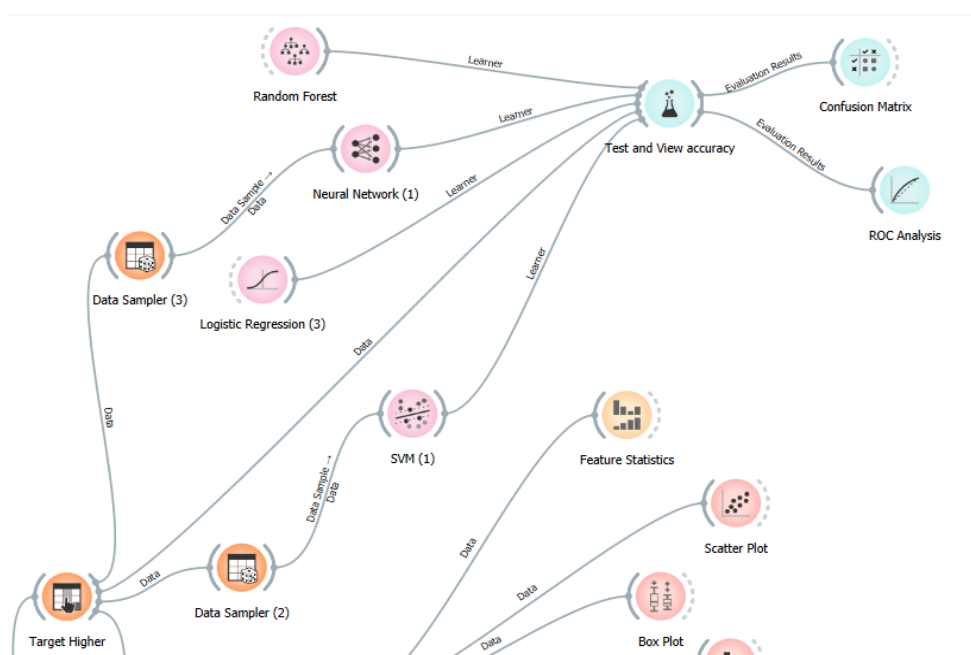 Random Forest
Learner
Evaluation Results
Confusion Matrix
Learner
Test and View accuracy
Evaluation Results
Neural Network (1)
Learner
Data Sample →
Data
ROC Analysis
Data Sampler (3)
Logistic Regression (3)
Learner
Data
Data
SVM (1)
Feature Statistics
Data Sample →
Data
Scatter Plot
Data
Data
Data Sampler (2)
Data
Target Higher
Data
Box Plot